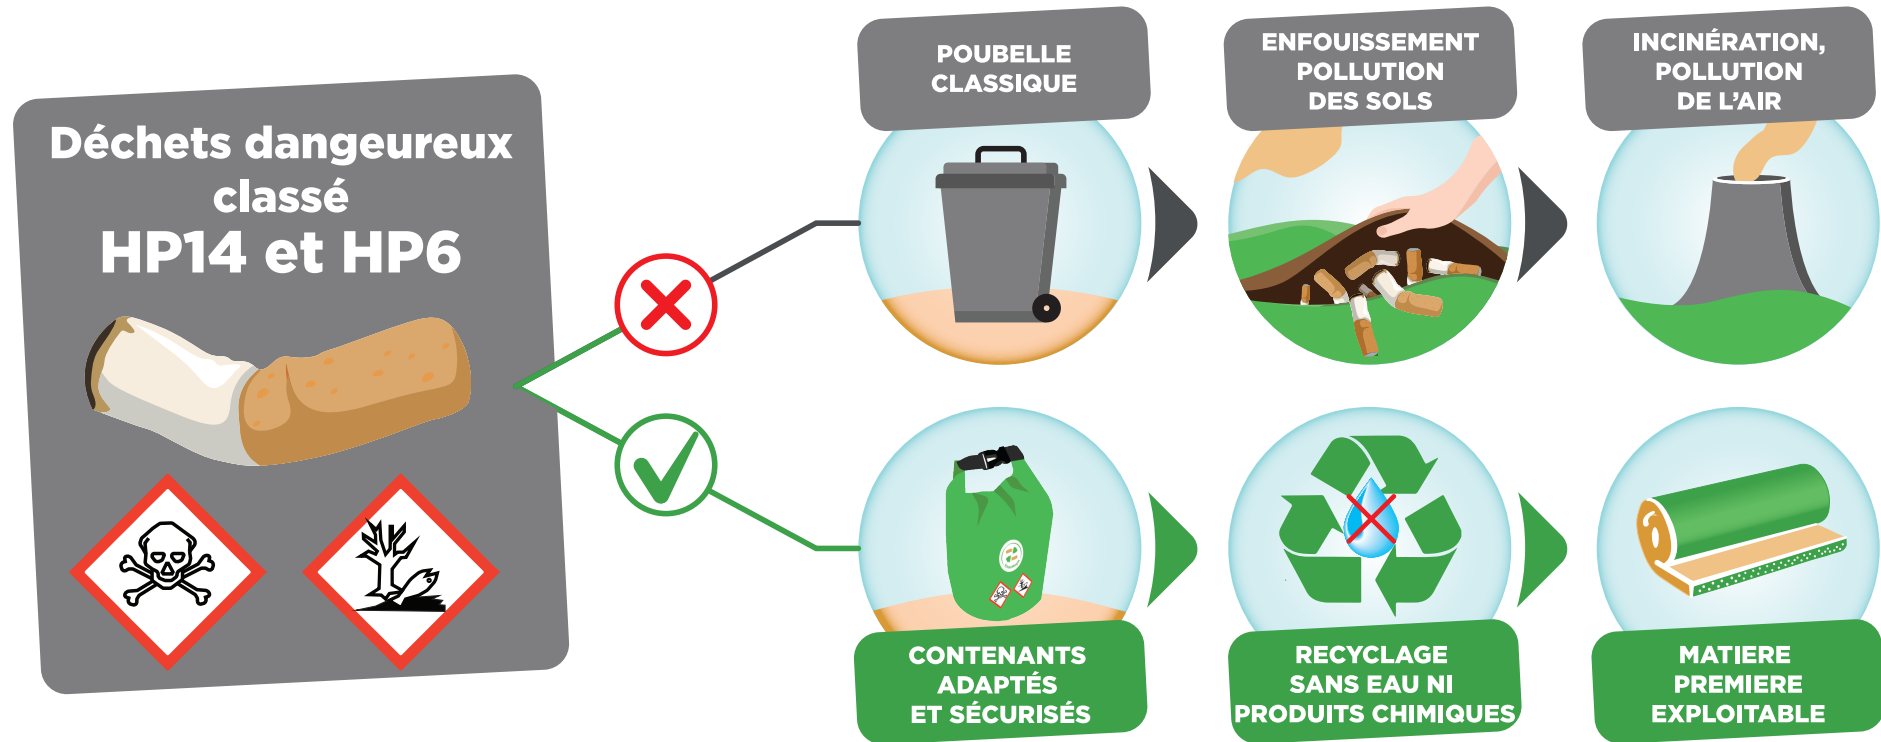 Déchets dangeureux
classé
HP14 et HP6
POUBELLE
CLASSIQUE
ENFOUISSEMENT
POLLUTION
DES SOLS
INCINÉRATION,
POLLUTION
DE L'AIR
CONTENANTS
ADAPTÉS
ET SÉCURISÉS
RECYCLAGE
SANS EAU NI
PRODUITS CHIMIQUES
MATIERE
PREMIERE
EXPLOITABLE